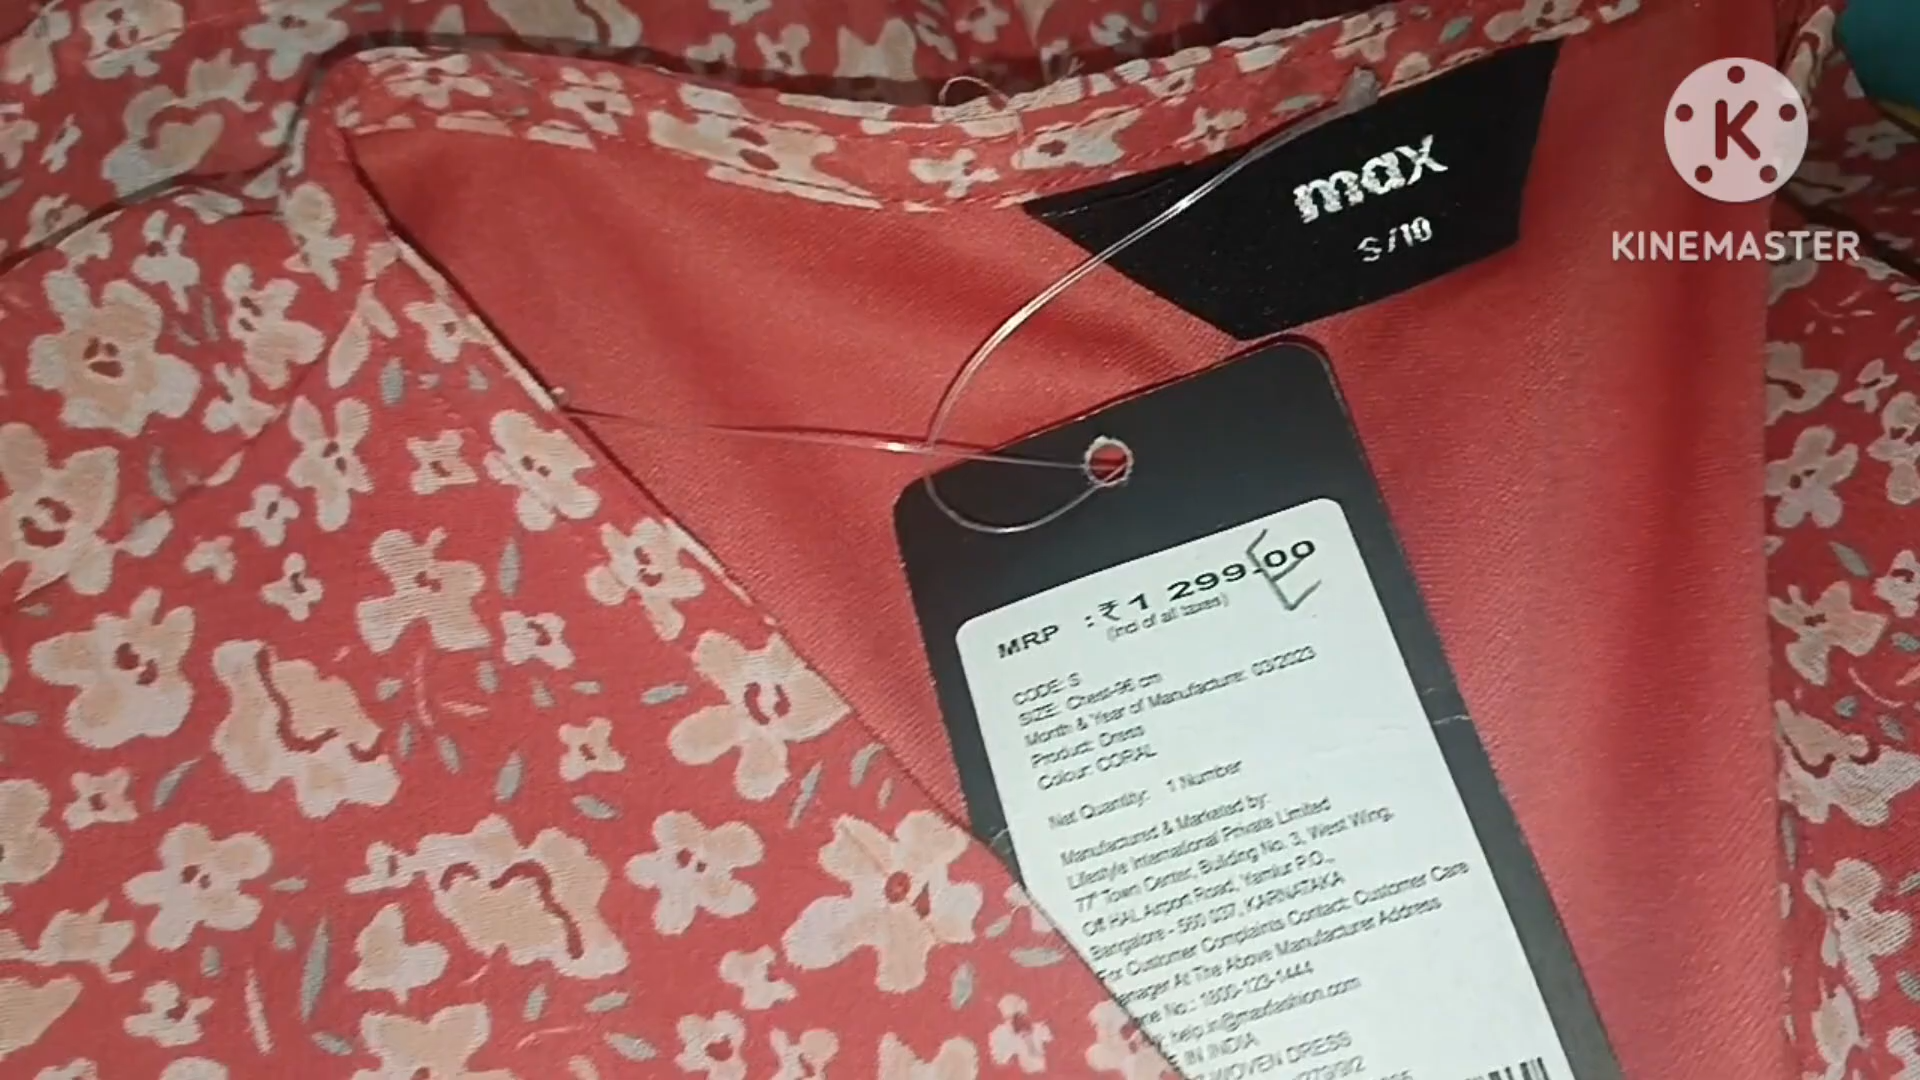 max
S/10
K
KINEMASTER
MRP : ₹ 1 299.00
(Incl of all taxes)
CODE: S
SIZE: Chest-96 cm
Month & Year of Manufacture: 03/2023
Product: Dress
Colour: CORAL
Net Quantity: 1 Number
Manufactured & Marketed by:
Lifestyle International Private Limited
77° Town Center, Building No. 3, West Wing,
Off HAL Airport Road, Yamlur P.O.,
Bangalore - 560 037, KARNATAKA
For Customer Complaints Contact: Customer Care
anager At The Above Manufacturer Address
ne No.: 1800-123-1444
help.in@maxfashion.com
E IN INDIA
WOVEN DRESS